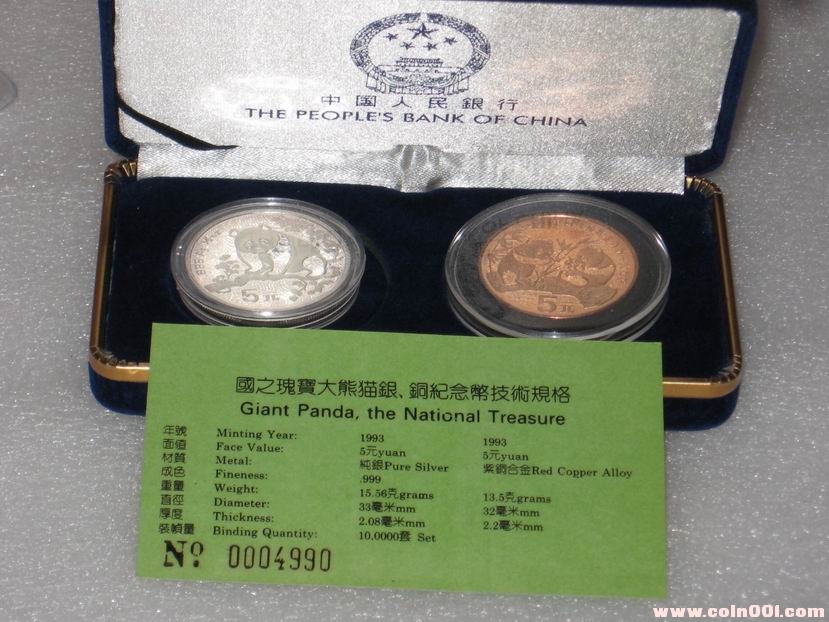 中国人民銀行
THE PEOPLE'S BANK OF CHINA
5元
5元
國之瑰寶大熊猫銀、銅紀念幣技術規格
Giant Panda, the National Treasure
年號 Minting Year: 1993 1993
面値 Face Value: 5元yuan 5元yuan
材質 Metal: 純銀Pure Silver 紫銅合金Red Copper Alloy
成色 Fineness: .999
重量 Weight: 15.56克grams 13.5克grams
直徑 Diameter: 33毫米mm 32毫米mm
厚度 Thickness: 2.08毫米mm 2.2毫米mm
裝幀量 Binding Quantity: 10,0000套 Set
Nº 0004990
www.coin001.com